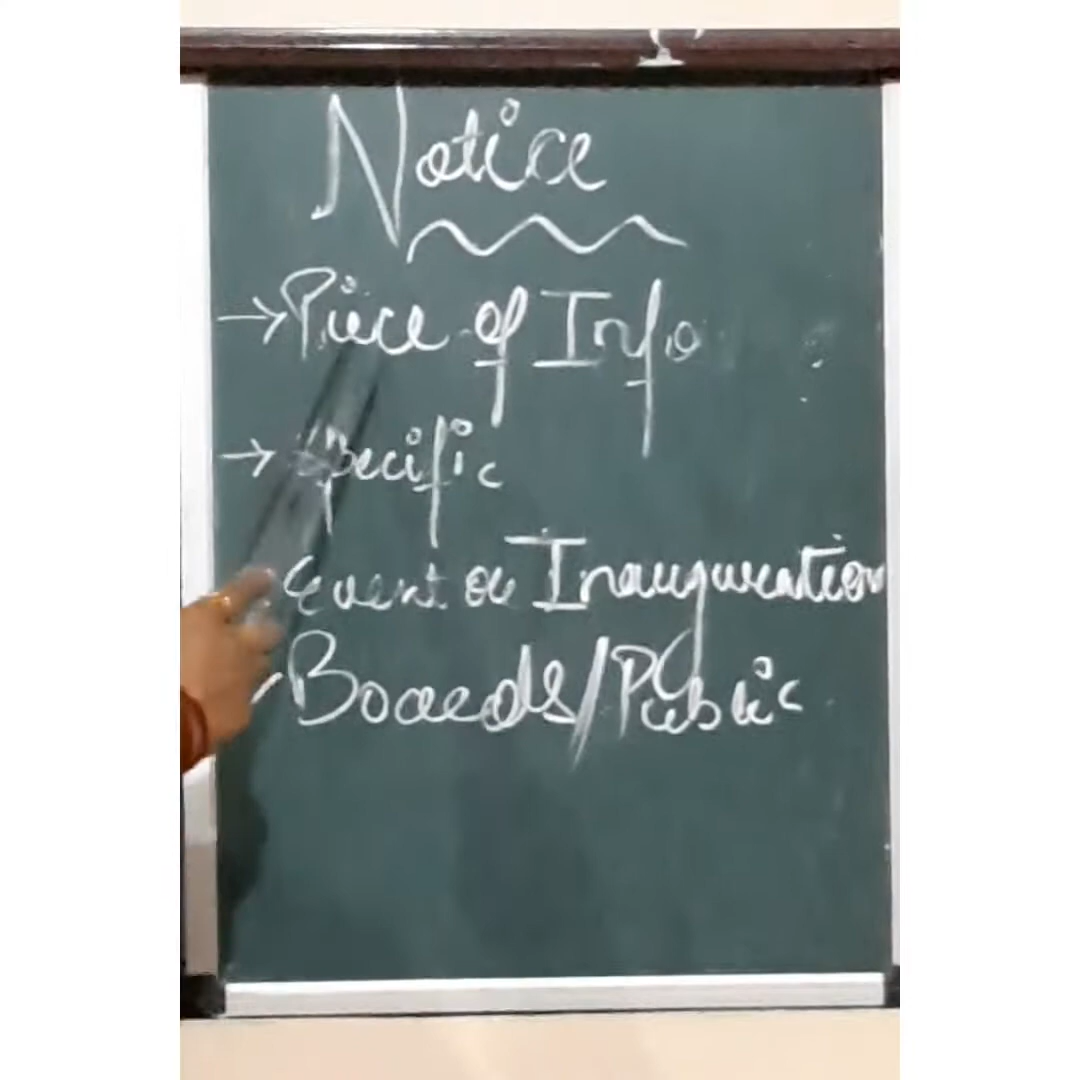 Notice
→ Piece of Info
→ Specific
Event or Inauguration
Boards/Public